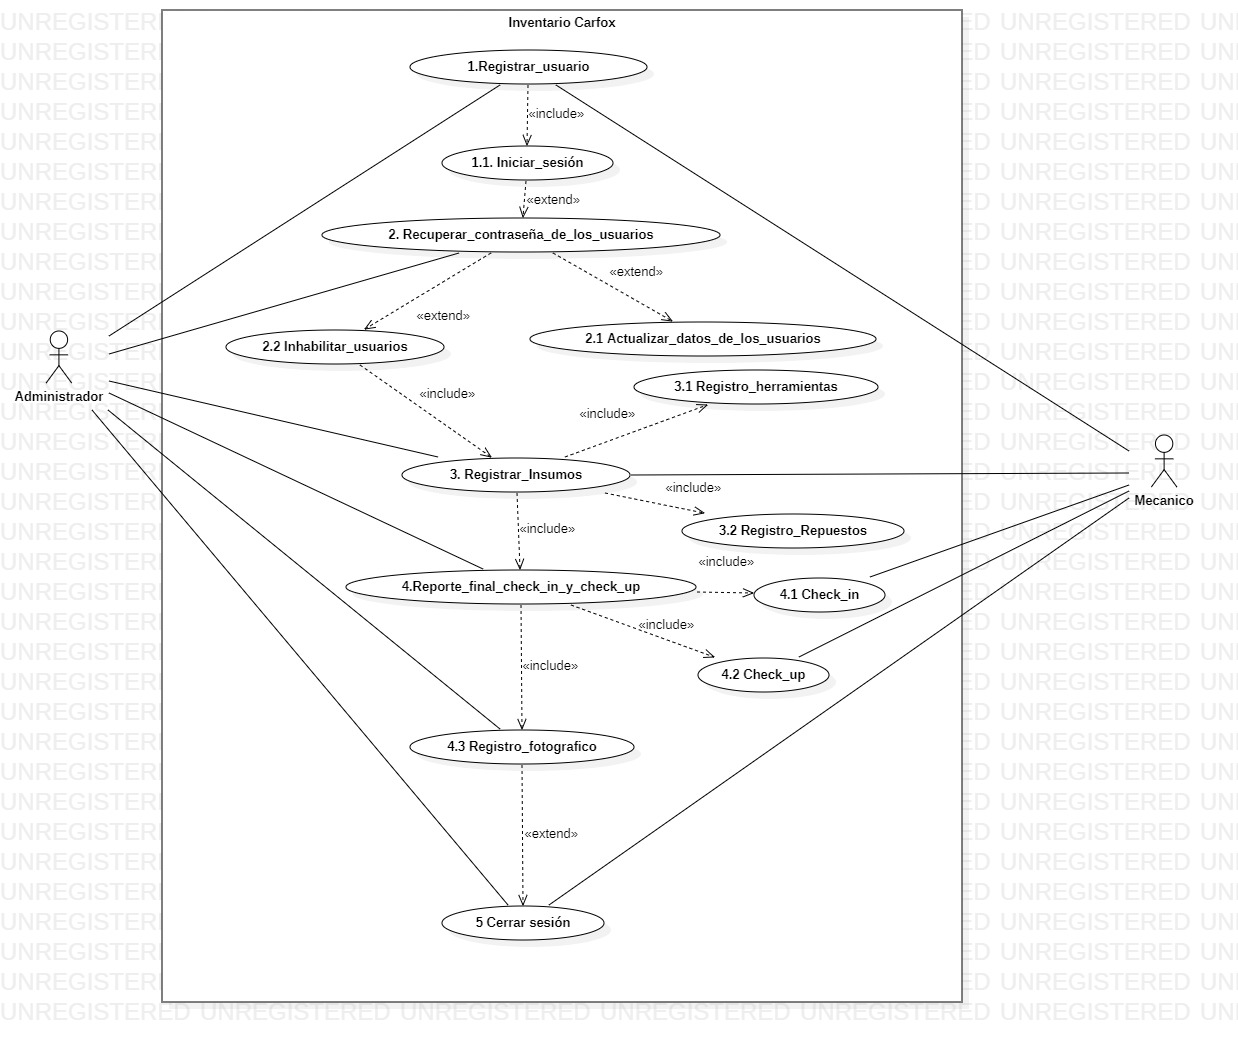 Inventario Carfox
1.Registrar_usuario
«include»
1.1. Iniciar_sesión
«extend»
2. Recuperar_contraseña_de_los_usuarios
«extend»
«extend»
2.1 Actualizar_datos_de_los_usuarios
2.2 Inhabilitar_usuarios
3.1 Registro_herramientas
«include»
«include»
Administrador
3. Registrar_Insumos
«include»
Mecanico
«include»
3.2 Registro_Repuestos
«include»
4.Reporte_final_check_in_y_check_up
4.1 Check_in
«include»
«include»
4.2 Check_up
4.3 Registro_fotografico
«extend»
5 Cerrar sesión
UNREGISTERED UNREGISTERED UNREGISTERED UNREGISTERED UNREGISTERED UNREGISTERED UN